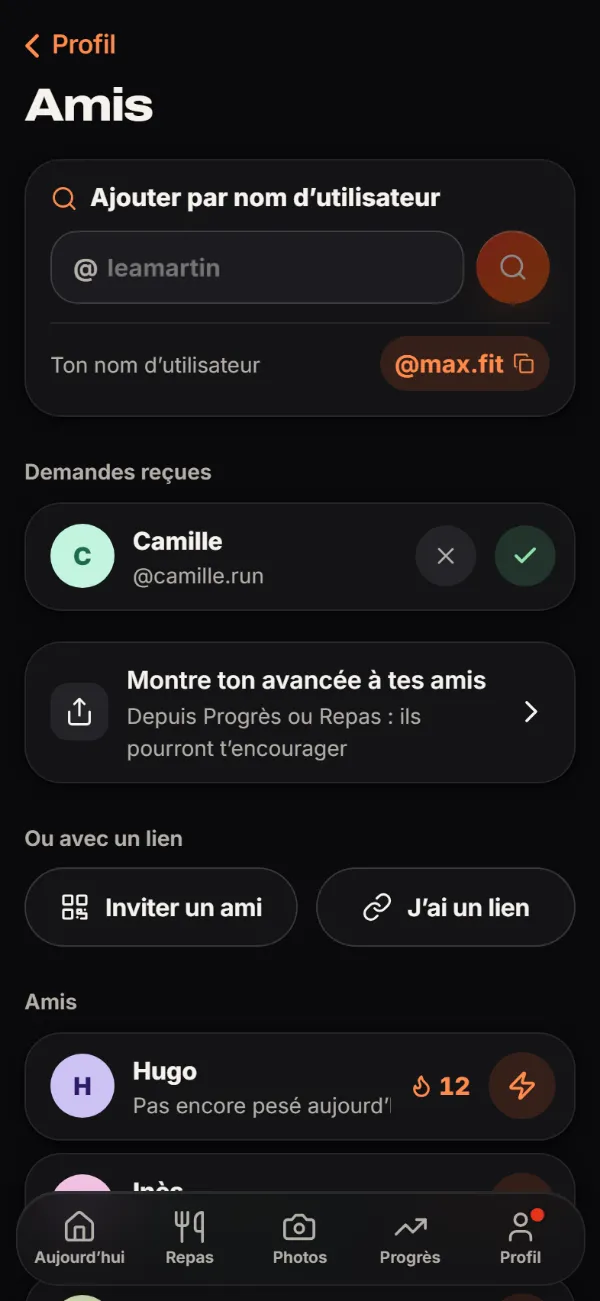 Profil
Amis
Ajouter par nom d’utilisateur
@ leamartin
Ton nom d’utilisateur
@max.fit
Demandes reçues
C
Camille
@camille.run
Montre ton avancée à tes amis
Depuis Progrès ou Repas : ils
pourront t’encourager
Ou avec un lien
Inviter un ami
J’ai un lien
Amis
H
Hugo
Pas encore pesé aujourd’
12
Inès
Aujourd’hui
Repas
Photos
Progrès
Profil